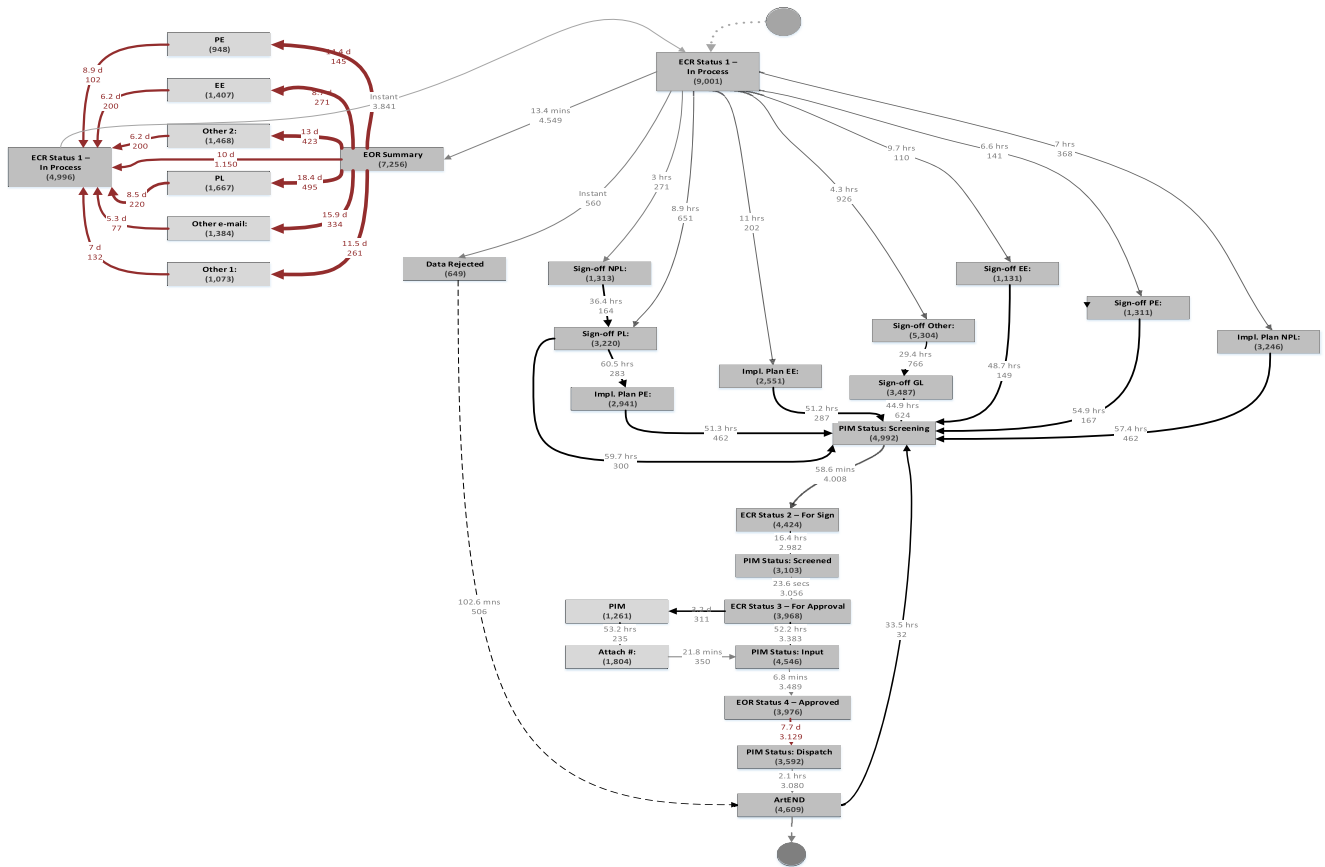 PE
(948)
14.4 d
145
8.9 d
102
EE
(1,407)
8.7 d
271
6.2 d
200
Instant
3.841
Other 2:
(1,468)
13 d
423
6.2 d
200
ECR Status 1 –
In Process
(4,996)
10 d
1.150
EOR Summary
(7,256)
PL
(1,667)
18.4 d
495
8.5 d
220
Other e-mail:
(1,384)
15.9 d
334
5.3 d
77
Other 1:
(1,073)
11.5 d
261
7 d
132
ECR Status 1 –
In Process
(9,001)
13.4 mins
4.549
Instant
560
3 hrs
271
8.9 hrs
651
11 hrs
202
4.3 hrs
926
9.7 hrs
110
6.6 hrs
141
7 hrs
368
Data Rejected
(649)
Sign-off NPL:
(1,313)
36.4 hrs
164
Sign-off PL:
(3,220)
60.5 hrs
283
Impl. Plan PE:
(2,941)
Impl. Plan EE:
(2,551)
Sign-off Other:
(5,304)
29.4 hrs
766
Sign-off GL
(3,487)
44.9 hrs
624
Sign-off EE:
(1,131)
48.7 hrs
149
Sign-off PE:
(1,311)
54.9 hrs
167
Impl. Plan NPL:
(3,246)
57.4 hrs
462
51.2 hrs
287
51.3 hrs
462
59.7 hrs
300
PIM Status: Screening
(4,992)
58.6 mins
4.008
ECR Status 2 – For Sign
(4,424)
16.4 hrs
2.982
PIM Status: Screened
(3,103)
23.6 secs
3.056
ECR Status 3 – For Approval
(3,968)
3.2 d
311
PIM
(1,261)
53.2 hrs
235
52.2 hrs
3.383
Attach #:
(1,804)
21.8 mins
350
PIM Status: Input
(4,546)
6.8 mins
3.489
EOR Status 4 – Approved
(3,976)
7.7 d
3.129
PIM Status: Dispatch
(3,592)
2.1 hrs
3.080
ArtEND
(4,609)
102.6 mns
506
33.5 hrs
32